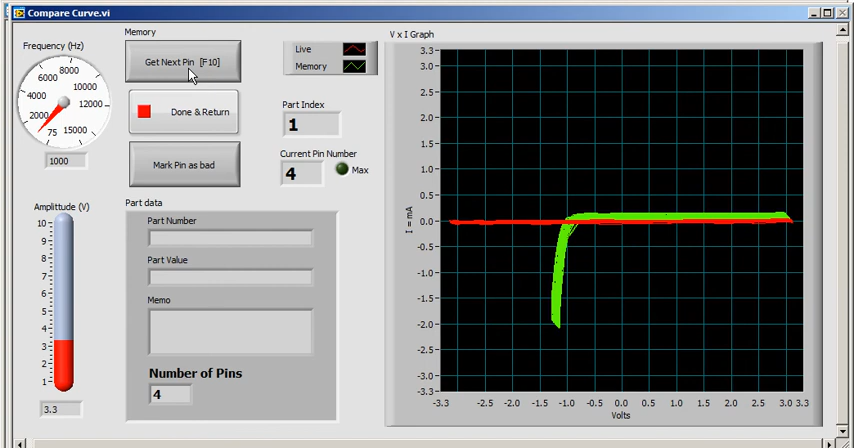 Compare Curve.vi
Frequency (Hz)
75
2000
4000
6000
8000
12000
15000
1000
Amplittude (V)
10
9
8
7
6
5
4
3
2
1
3.3
Memory
Get Next Pin [F10]
Done & Return
Mark Pin as bad
Live
Memory
Part Index
1
Current Pin Number
4
Max
Part data
Part Number
Part Value
Memo
Number of Pins
4
V x I Graph
I = mA
3.3
3.0
2.5
2.0
1.5
1.0
0.5
0.0
-0.5
-1.0
-1.5
-2.0
-2.5
-3.0
-3.3
-3.3 -2.5 -2.0 -1.5 -1.0 -0.5 0.0 0.5 1.0 1.5 2.0 3.0 3.3
Volts